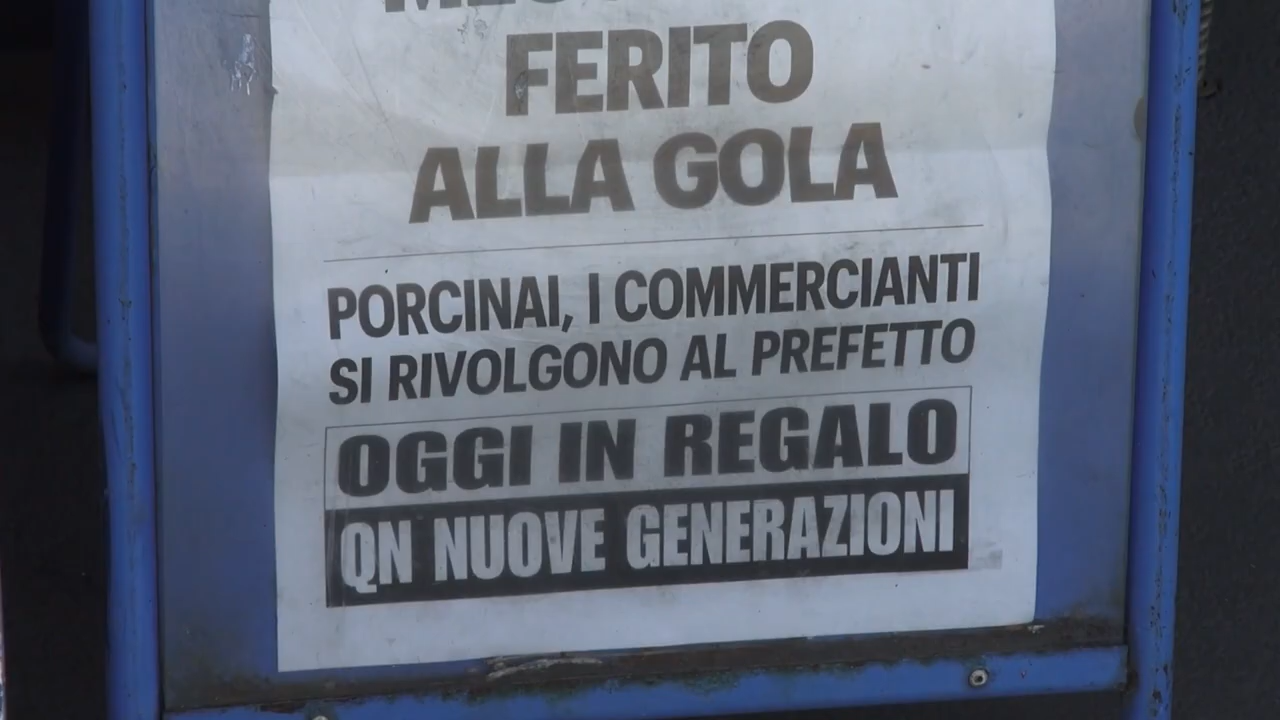 FERITO
ALLA GOLA
PORCINAI, I COMMERCIANTI
SI RIVOLGONO AL PREFETTO
OGGI IN REGALO
QN NUOVE GENERAZIONI